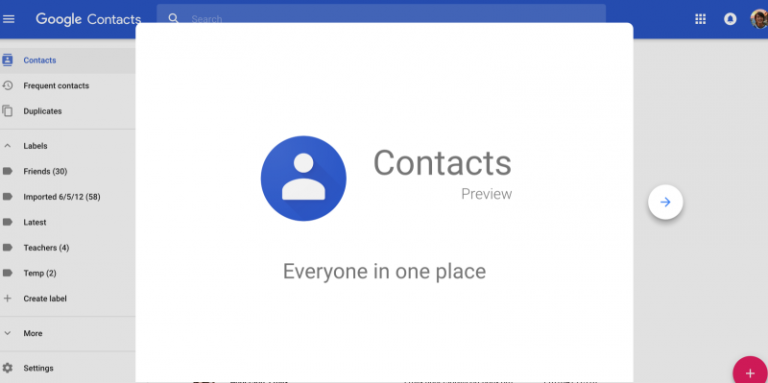 Google Contacts
Search
Contacts
Frequent contacts
Duplicates
Labels
Friends (30)
Imported 6/5/12 (58)
Latest
Teachers (4)
Temp (2)
Create label
More
Settings
Contacts
Preview
Everyone in one place